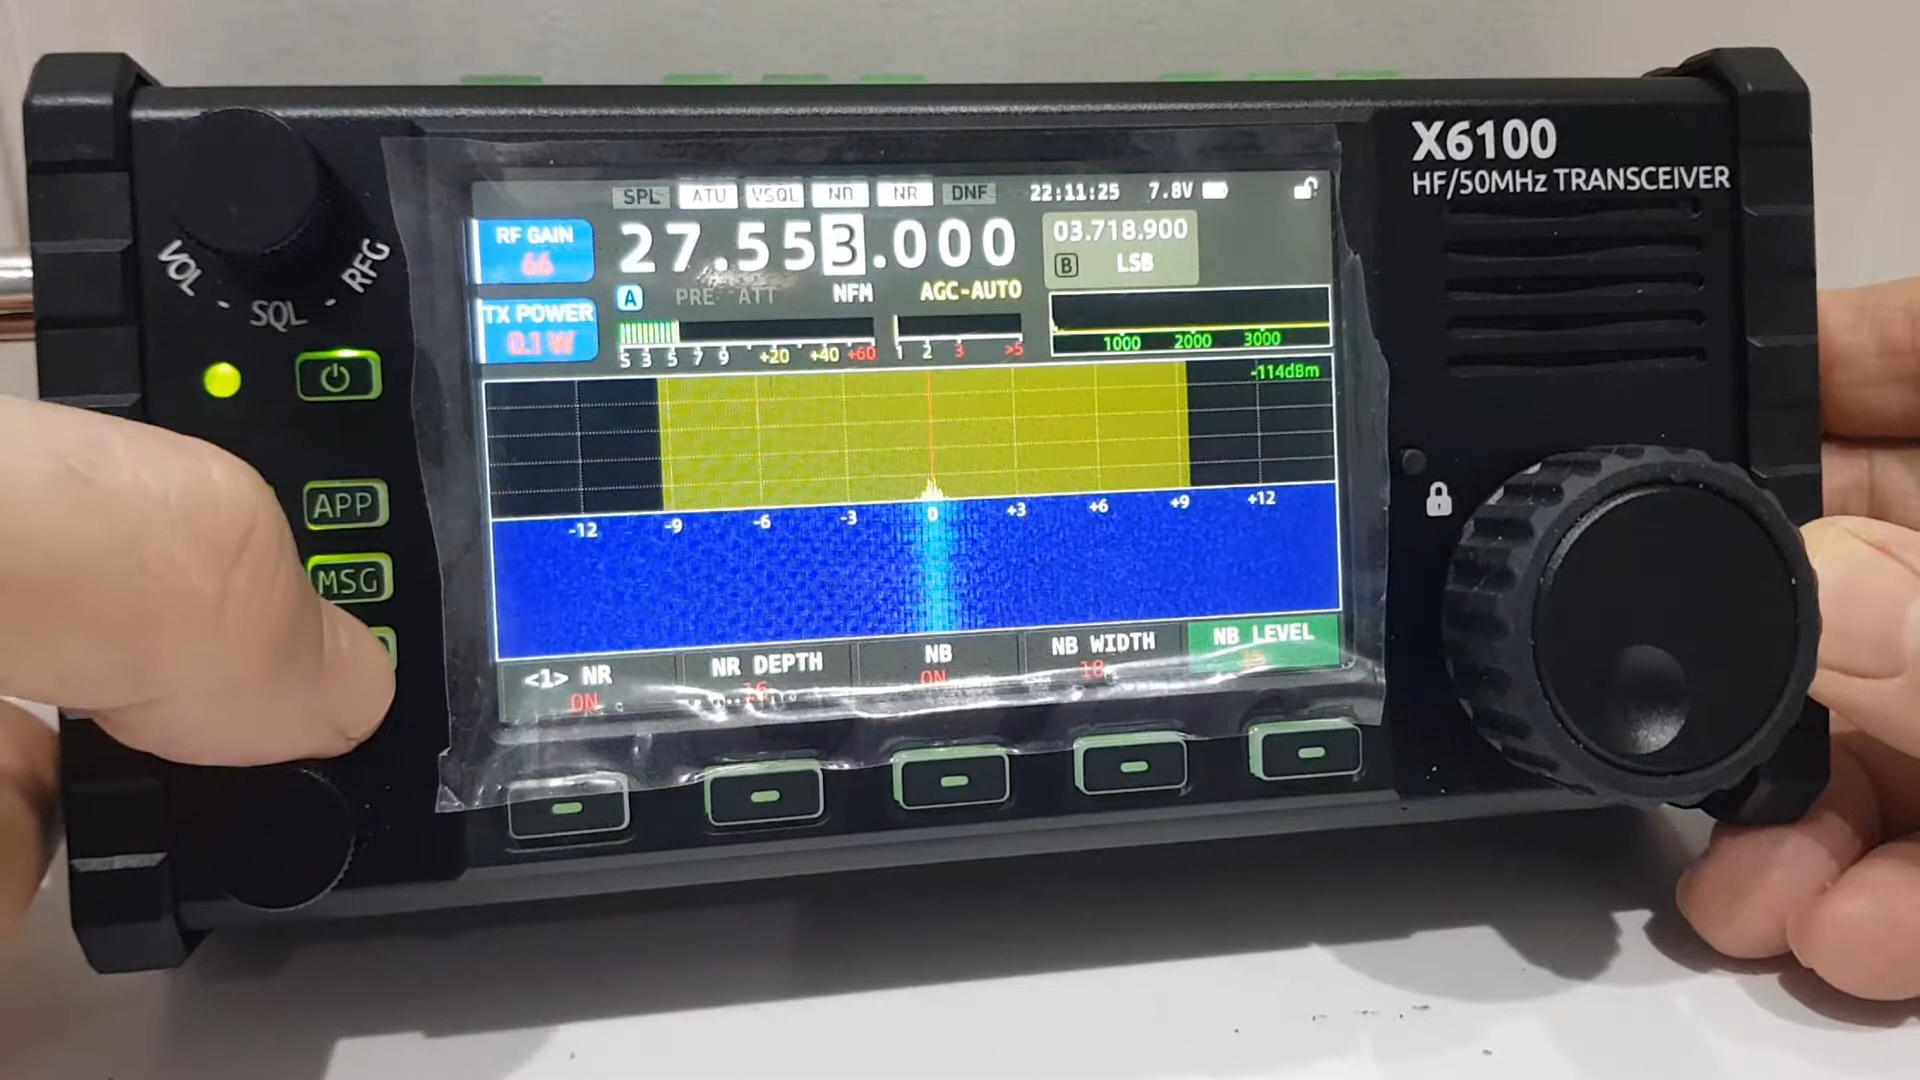 X6100
HF/50MHz TRANSCEIVER
VOL - SQL - RFG
APP
MSG
SPL ATU VSQL NB NR DNF 22:11:25 7.8V
RF GAIN
66
27.553.000
03.718.900
B LSB
A PRE ATT NFM AGC-AUTO
TX POWER
0.1 W
S 3 5 7 9 +20 +40 +60 1 2 3 >5
1000 2000 3000
-114dBm
-12 -9 -6 -3 0 +3 +6 +9 +12
<1> NR NR DEPTH NB NB WIDTH NB LEVEL
ON 16 ON 18